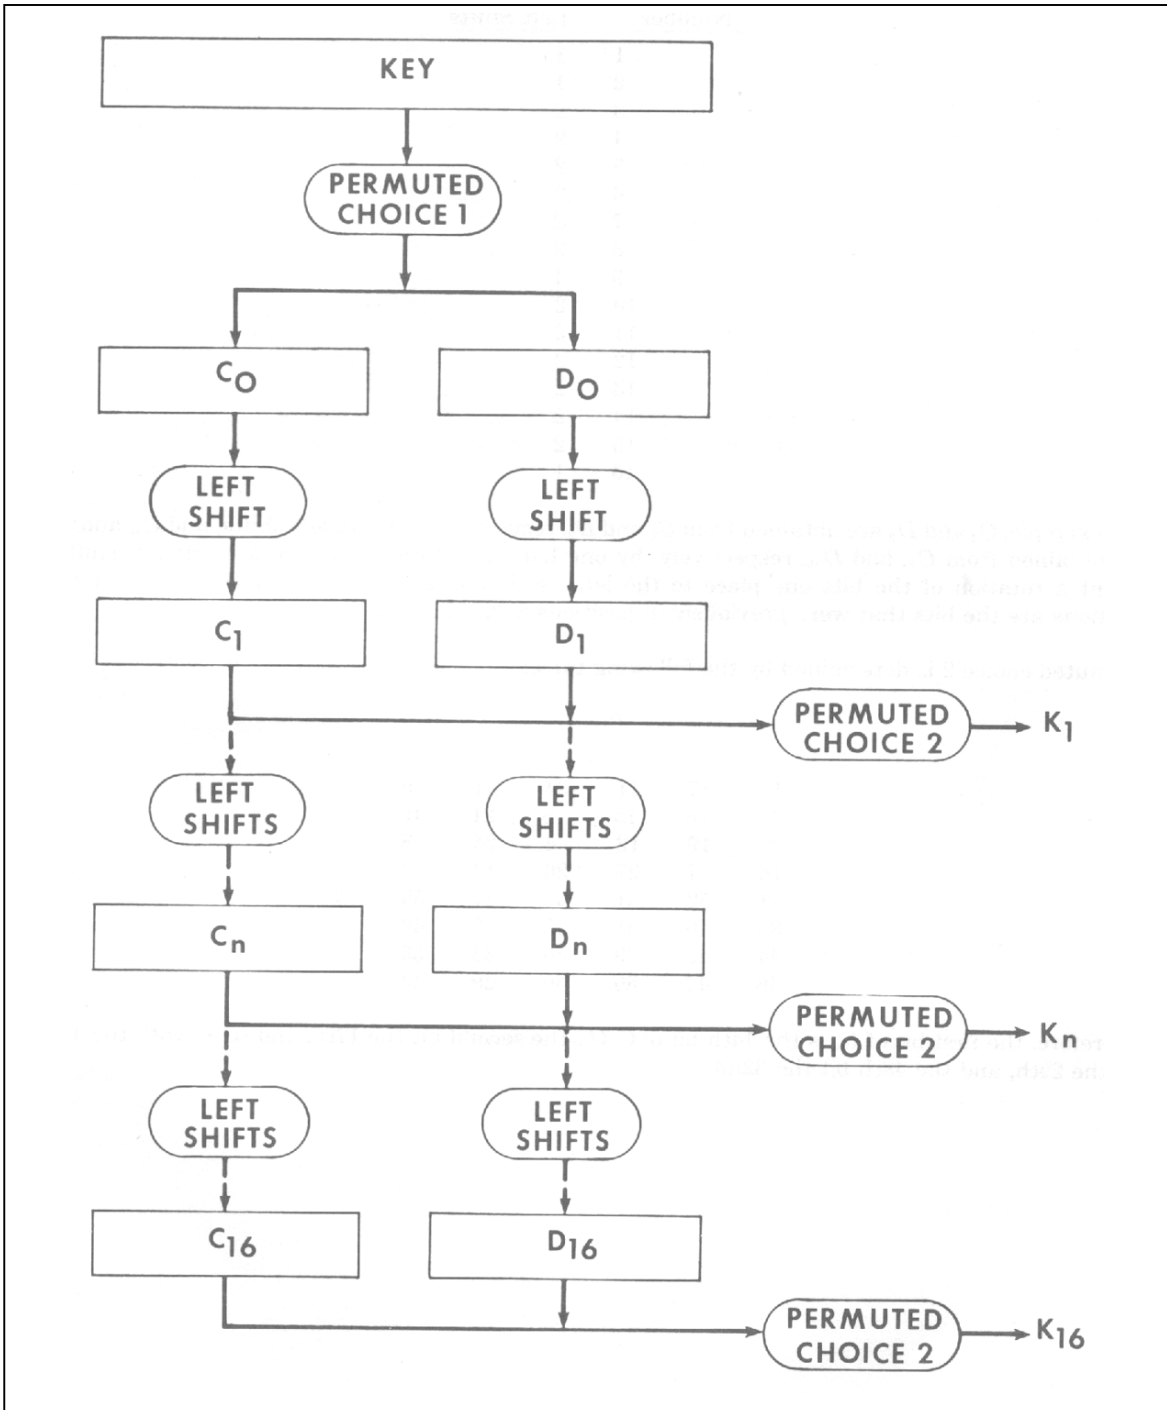 KEY
PERMUTED
CHOICE 1
C0
D0
LEFT
SHIFT
LEFT
SHIFT
C1
D1
PERMUTED
CHOICE 2
K1
LEFT
SHIFTS
LEFT
SHIFTS
Cn
Dn
PERMUTED
CHOICE 2
Kn
LEFT
SHIFTS
LEFT
SHIFTS
C16
D16
PERMUTED
CHOICE 2
K16